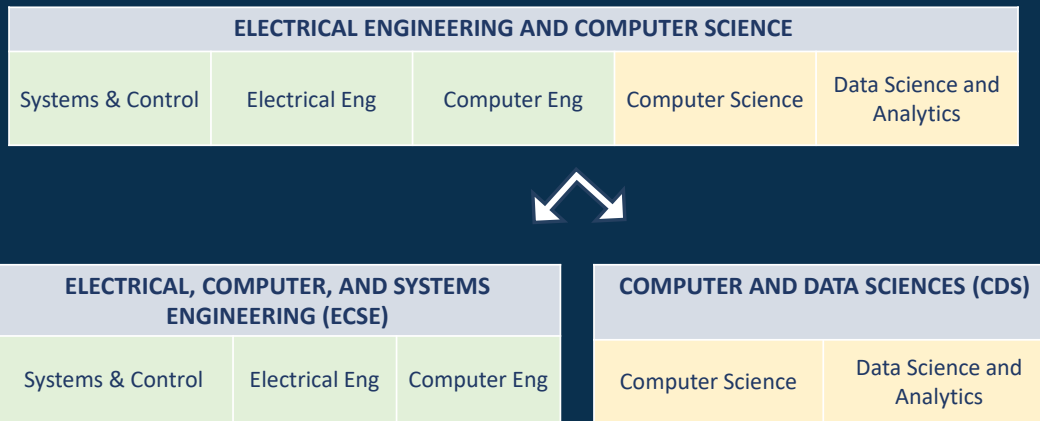 ELECTRICAL ENGINEERING AND COMPUTER SCIENCE
Systems & Control
Electrical Eng
Computer Eng
Computer Science
Data Science and
Analytics
ELECTRICAL, COMPUTER, AND SYSTEMS
ENGINEERING (ECSE)
Systems & Control
Electrical Eng
Computer Eng
COMPUTER AND DATA SCIENCES (CDS)
Computer Science
Data Science and
Analytics